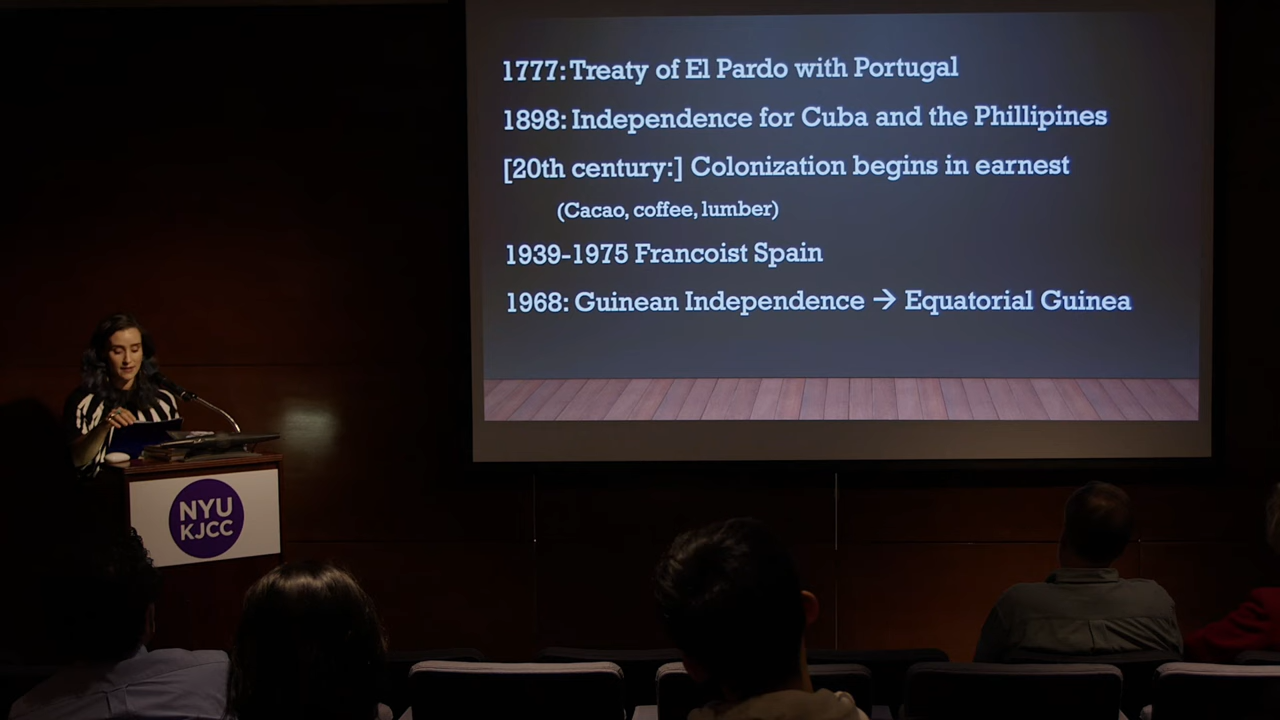 1777: Treaty of El Pardo with Portugal
1898: Independence for Cuba and the Phillipines
[20th century:] Colonization begins in earnest
(Cacao, coffee, lumber)
1939-1975 Francoist Spain
1968: Guinean Independence → Equatorial Guinea
NYU
KJCC